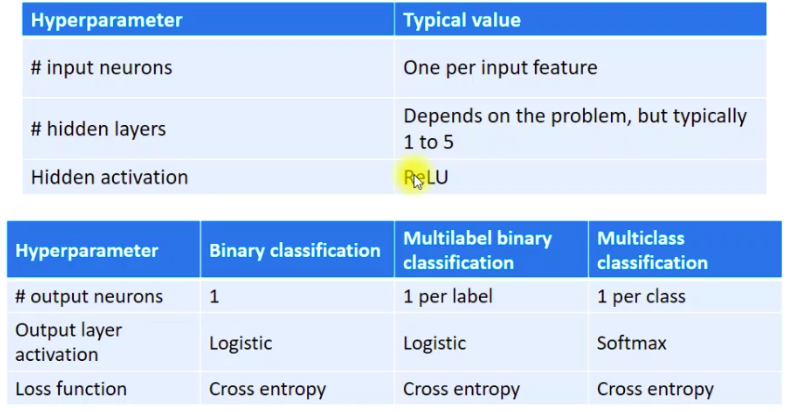 Hyperparameter Typical value
# input neurons One per input feature
# hidden layers Depends on the problem, but typically
1 to 5
Hidden activation ReLU
Hyperparameter Binary classification Multilabel binary classification Multiclass classification
# output neurons 1 1 per label 1 per class
Output layer activation Logistic Logistic Softmax
Loss function Cross entropy Cross entropy Cross entropy